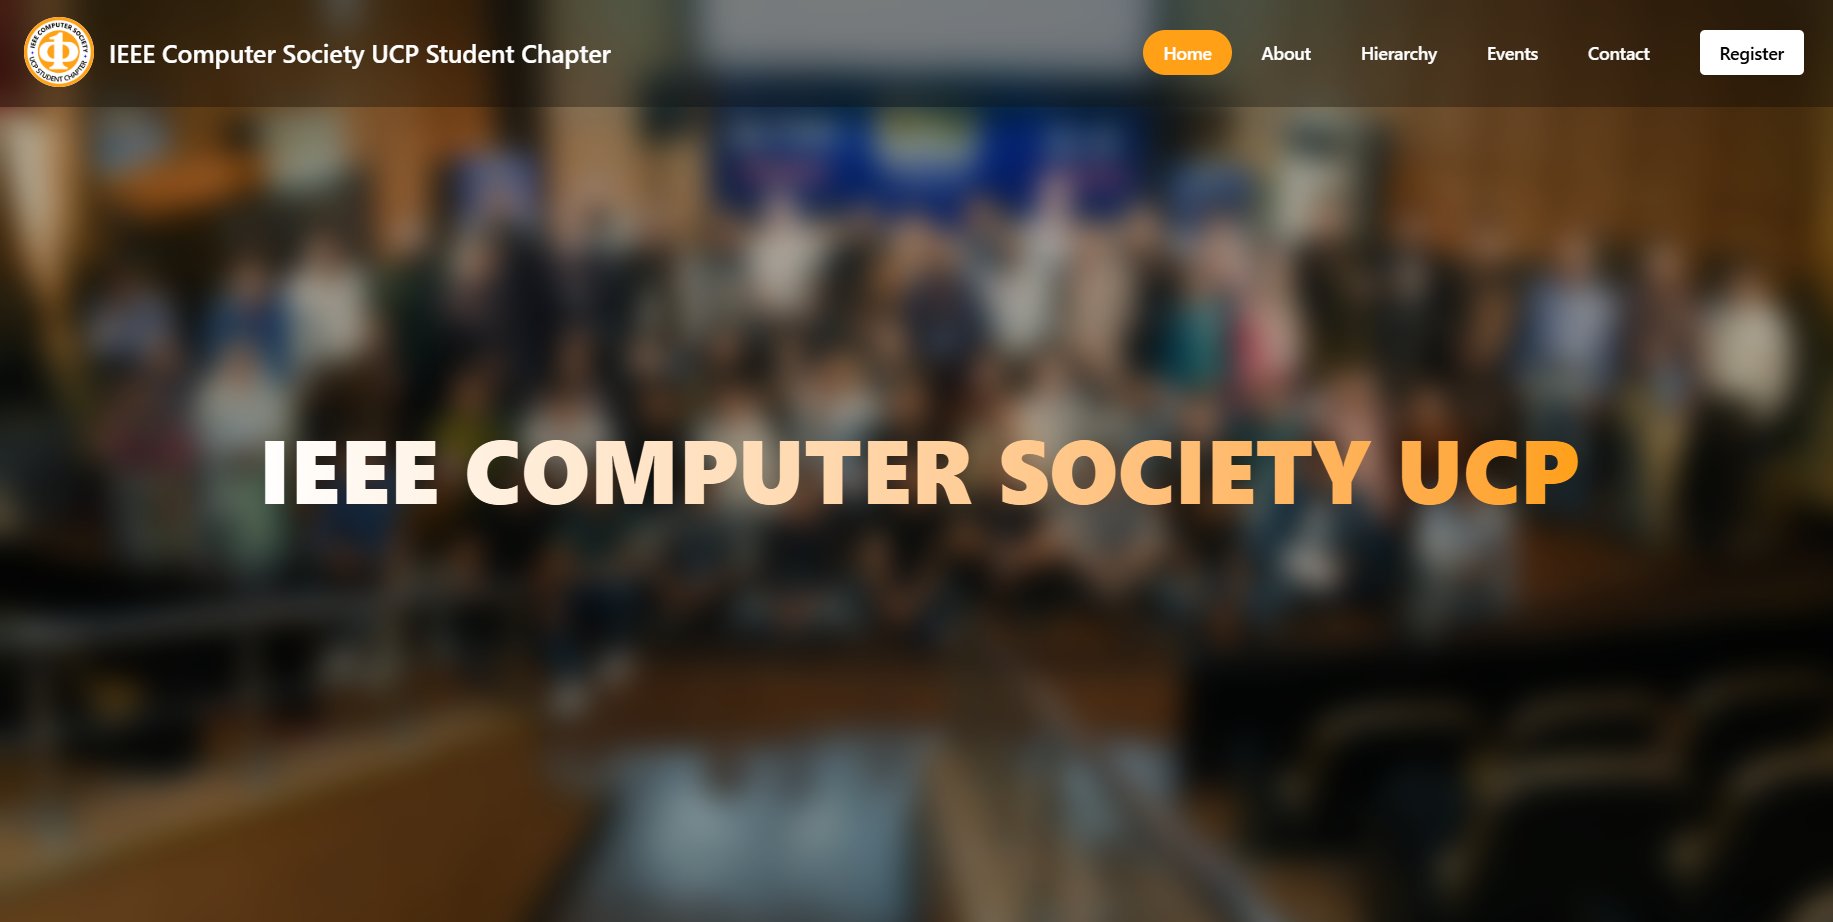 IEEE COMPUTER SOCIETY
UCP STUDENT CHAPTER
IEEE Computer Society UCP Student Chapter
Home
About
Hierarchy
Events
Contact
Register
IEEE COMPUTER SOCIETY UCP